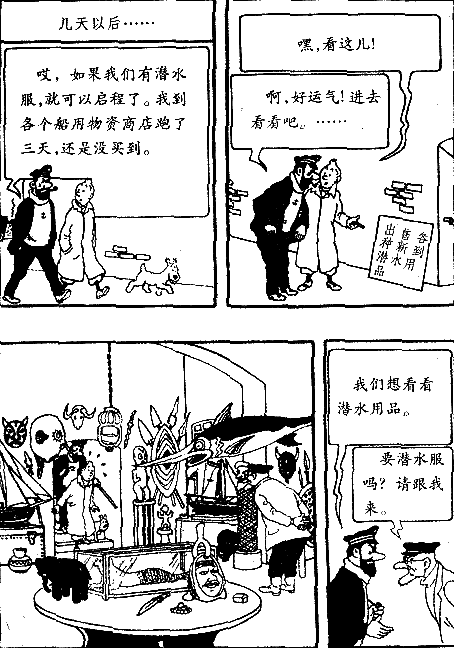 几天以后……
哎，如果我们有潜水
服，就可以启程了。我到
各个船用物资商店跑了
三天，还是没买到。
嘿，看这儿！
啊，好运气！进去
看看吧。……
出售各
种新到
潜水用
品
我们想看看
潜水用品。
要潜水服
吗？请跟我
来。